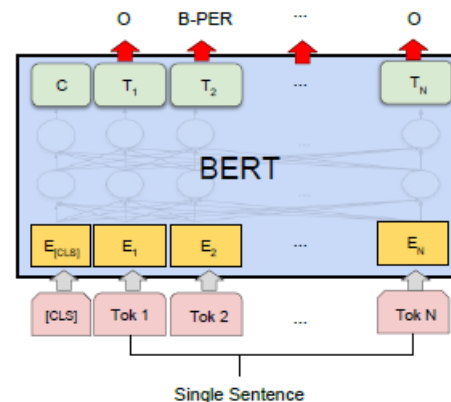 O B-PER ... O
C T1 T2 ... TN
...
BERT
...
E[CLS] E1 E2 ... EN
[CLS] Tok 1 Tok 2 ... Tok N
Single Sentence